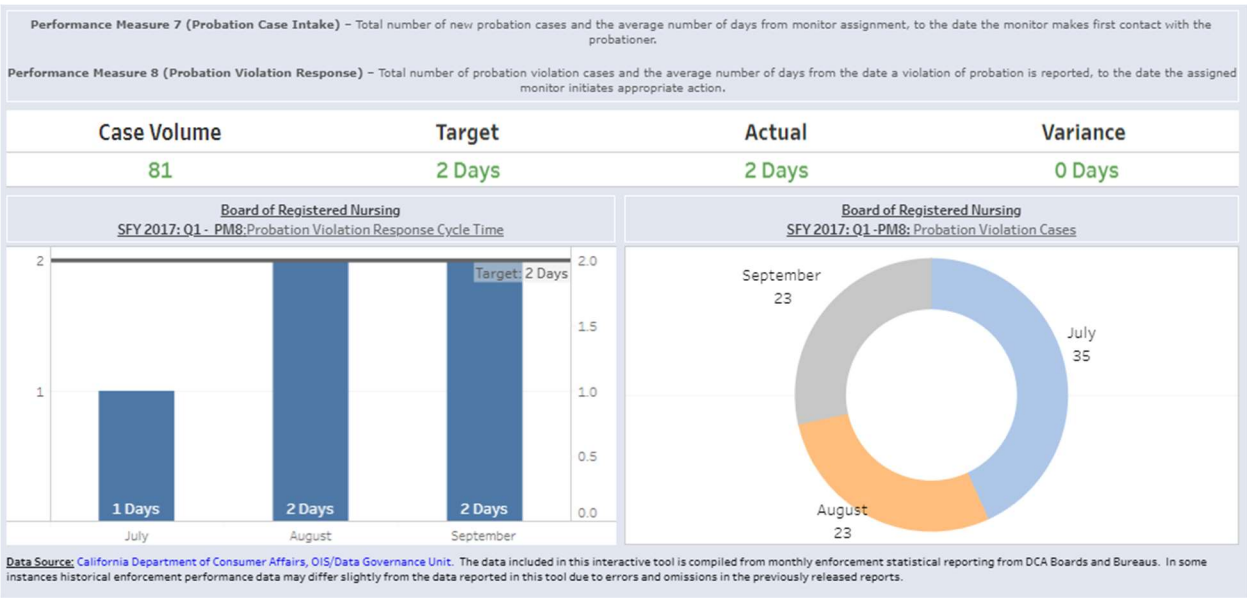 Performance Measure 7 (Probation Case Intake) – Total number of new probation cases and the average number of days from monitor assignment, to the date the monitor makes first contact with the
probationer.
Performance Measure 8 (Probation Violation Response) – Total number of probation violation cases and the average number of days from the date a violation of probation is reported, to the date the assigned
monitor initiates appropriate action.
Case Volume Target Actual Variance
81 2 Days 2 Days 0 Days
Board of Registered Nursing
SFY 2017: Q1 - PM8:Probation Violation Response Cycle Time
2
1
2.0
1.5
1.0
0.5
0.0
Target: 2 Days
1 Days 2 Days 2 Days
July August September
Board of Registered Nursing
SFY 2017: Q1 -PM8: Probation Violation Cases
September
23
July
35
August
23
Data Source: California Department of Consumer Affairs, OIS/Data Governance Unit. The data included in this interactive tool is compiled from monthly enforcement statistical reporting from DCA Boards and Bureaus. In some
instances historical enforcement performance data may differ slightly from the data reported in this tool due to errors and omissions in the previously released reports.